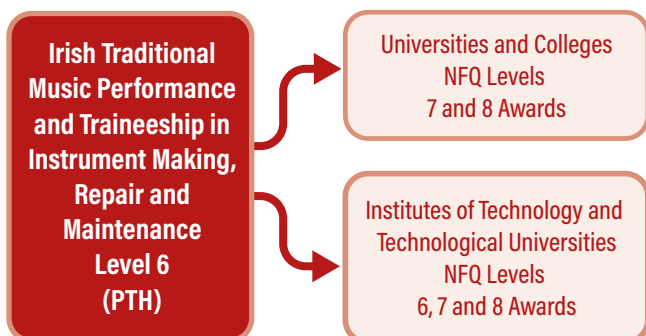 Irish Traditional
Music Performance
and Traineeship in
Instrument Making,
Repair and
Maintenance
Level 6
(PTH)
Universities and Colleges
NFQ Levels
7 and 8 Awards
Institutes of Technology and
Technological Universities
NFQ Levels
6, 7 and 8 Awards